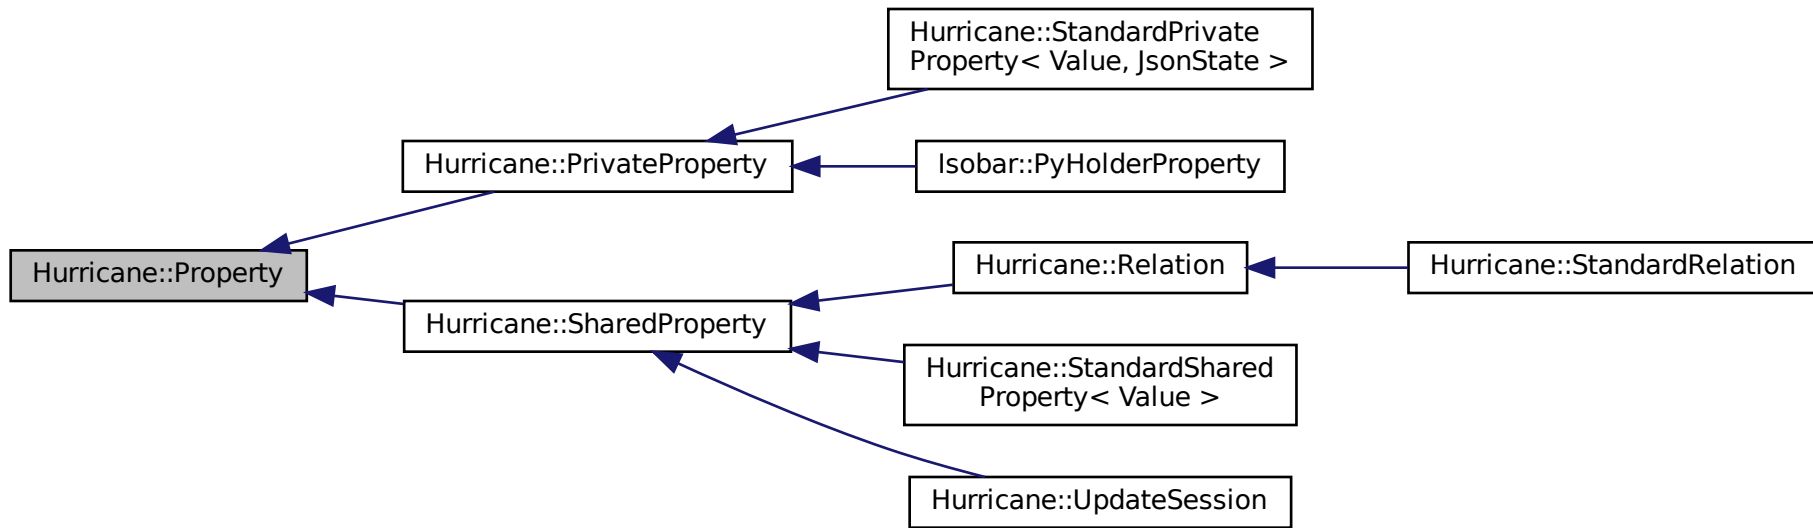 Hurricane::StandardPrivate
Property< Value, JsonState >
Hurricane::PrivateProperty
Isobar::PyHolderProperty
Hurricane::Property
Hurricane::Relation
Hurricane::StandardRelation
Hurricane::SharedProperty
Hurricane::StandardShared
Property< Value >
Hurricane::UpdateSession